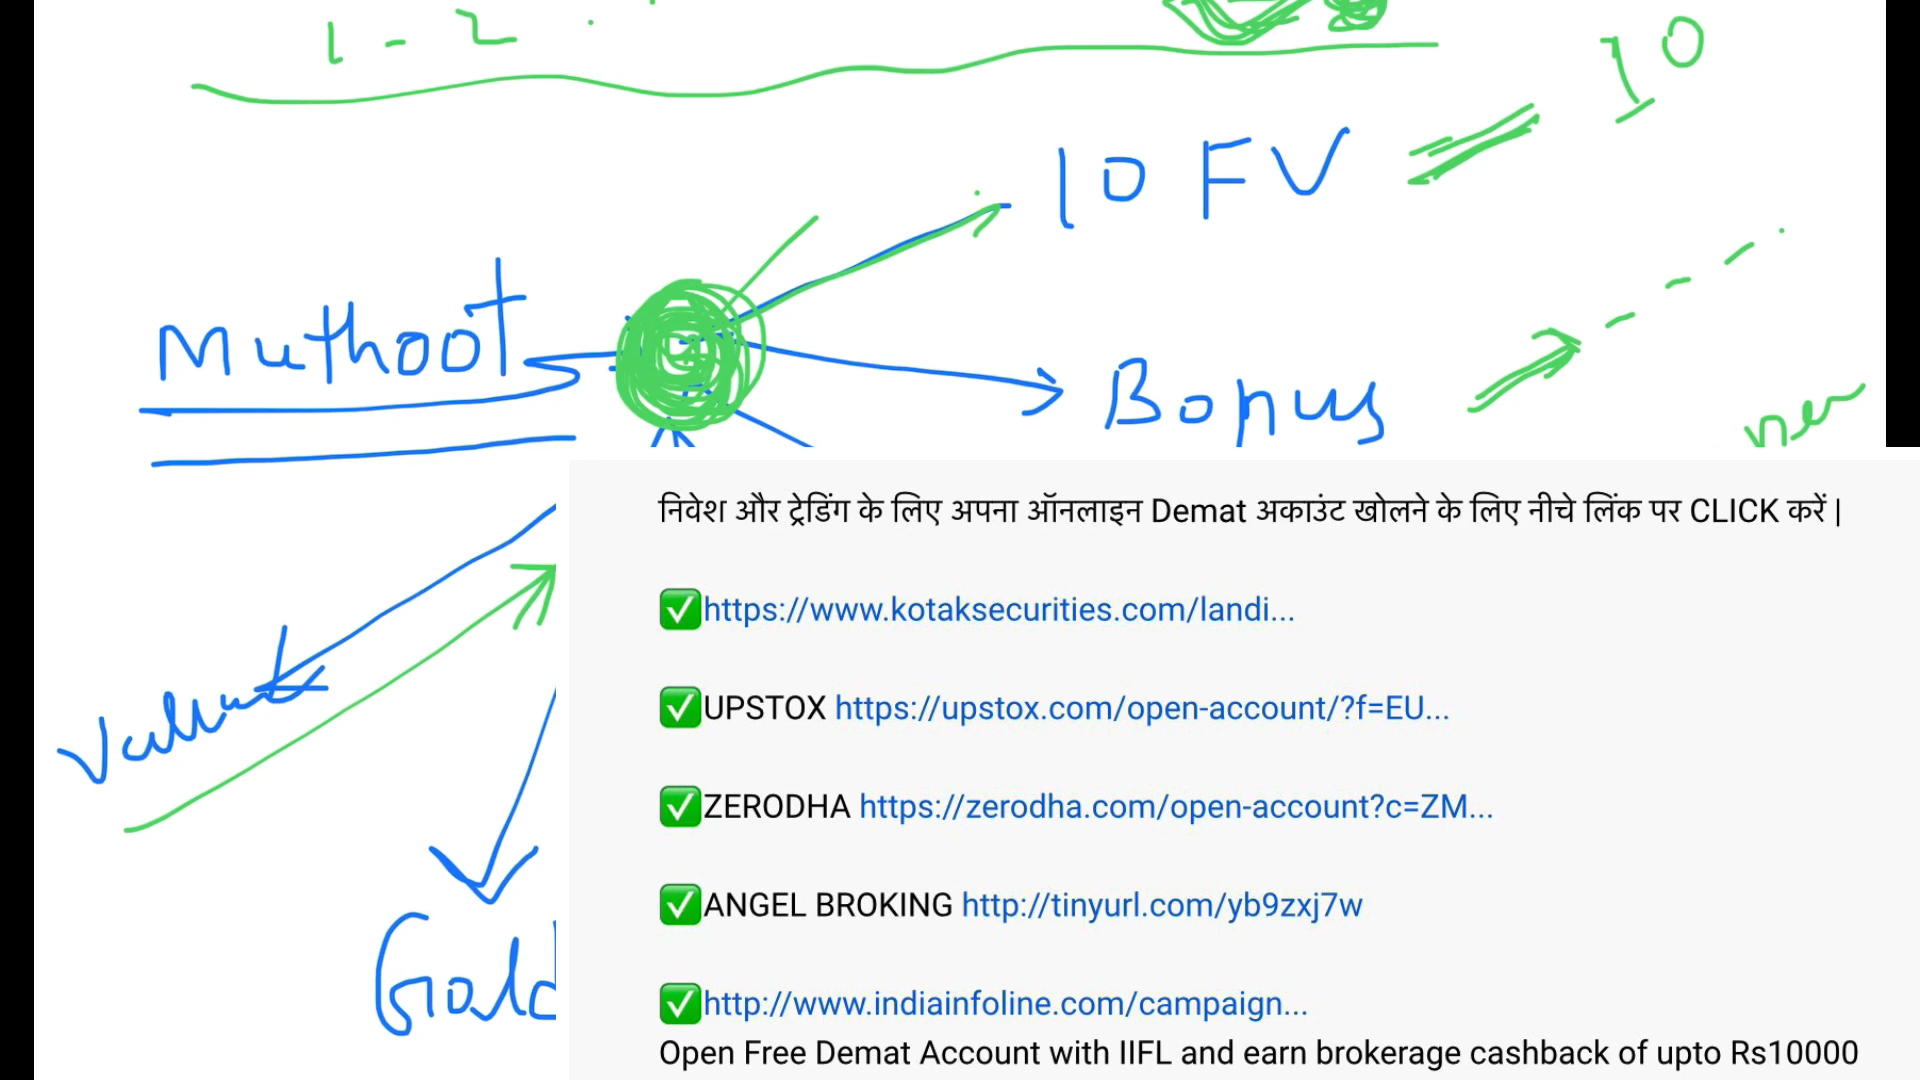 1 - 2
10
10 FV
Muthoot
Bonus
new
निवेश और ट्रेडिंग के लिए अपना ऑनलाइन Demat अकाउंट खोलने के लिए नीचे लिंक पर CLICK करें |
✅https://www.kotaksecurities.com/landi...
✅UPSTOX https://upstox.com/open-account/?f=EU...
✅ZERODHA https://zerodha.com/open-account?c=ZM...
✅ANGEL BROKING http://tinyurl.com/yb9zxj7w
Gold
✅http://www.indiainfoline.com/campaign...
Open Free Demat Account with IIFL and earn brokerage cashback of upto Rs10000